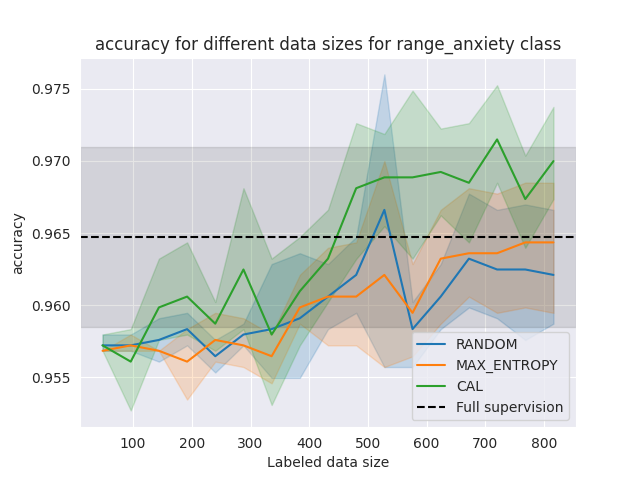 accuracy for different data sizes for range_anxiety class
0.975
0.970
0.965
0.960
0.955
accuracy
100 200 300 400 500 600 700 800
Labeled data size
RANDOM
MAX_ENTROPY
CAL
Full supervision